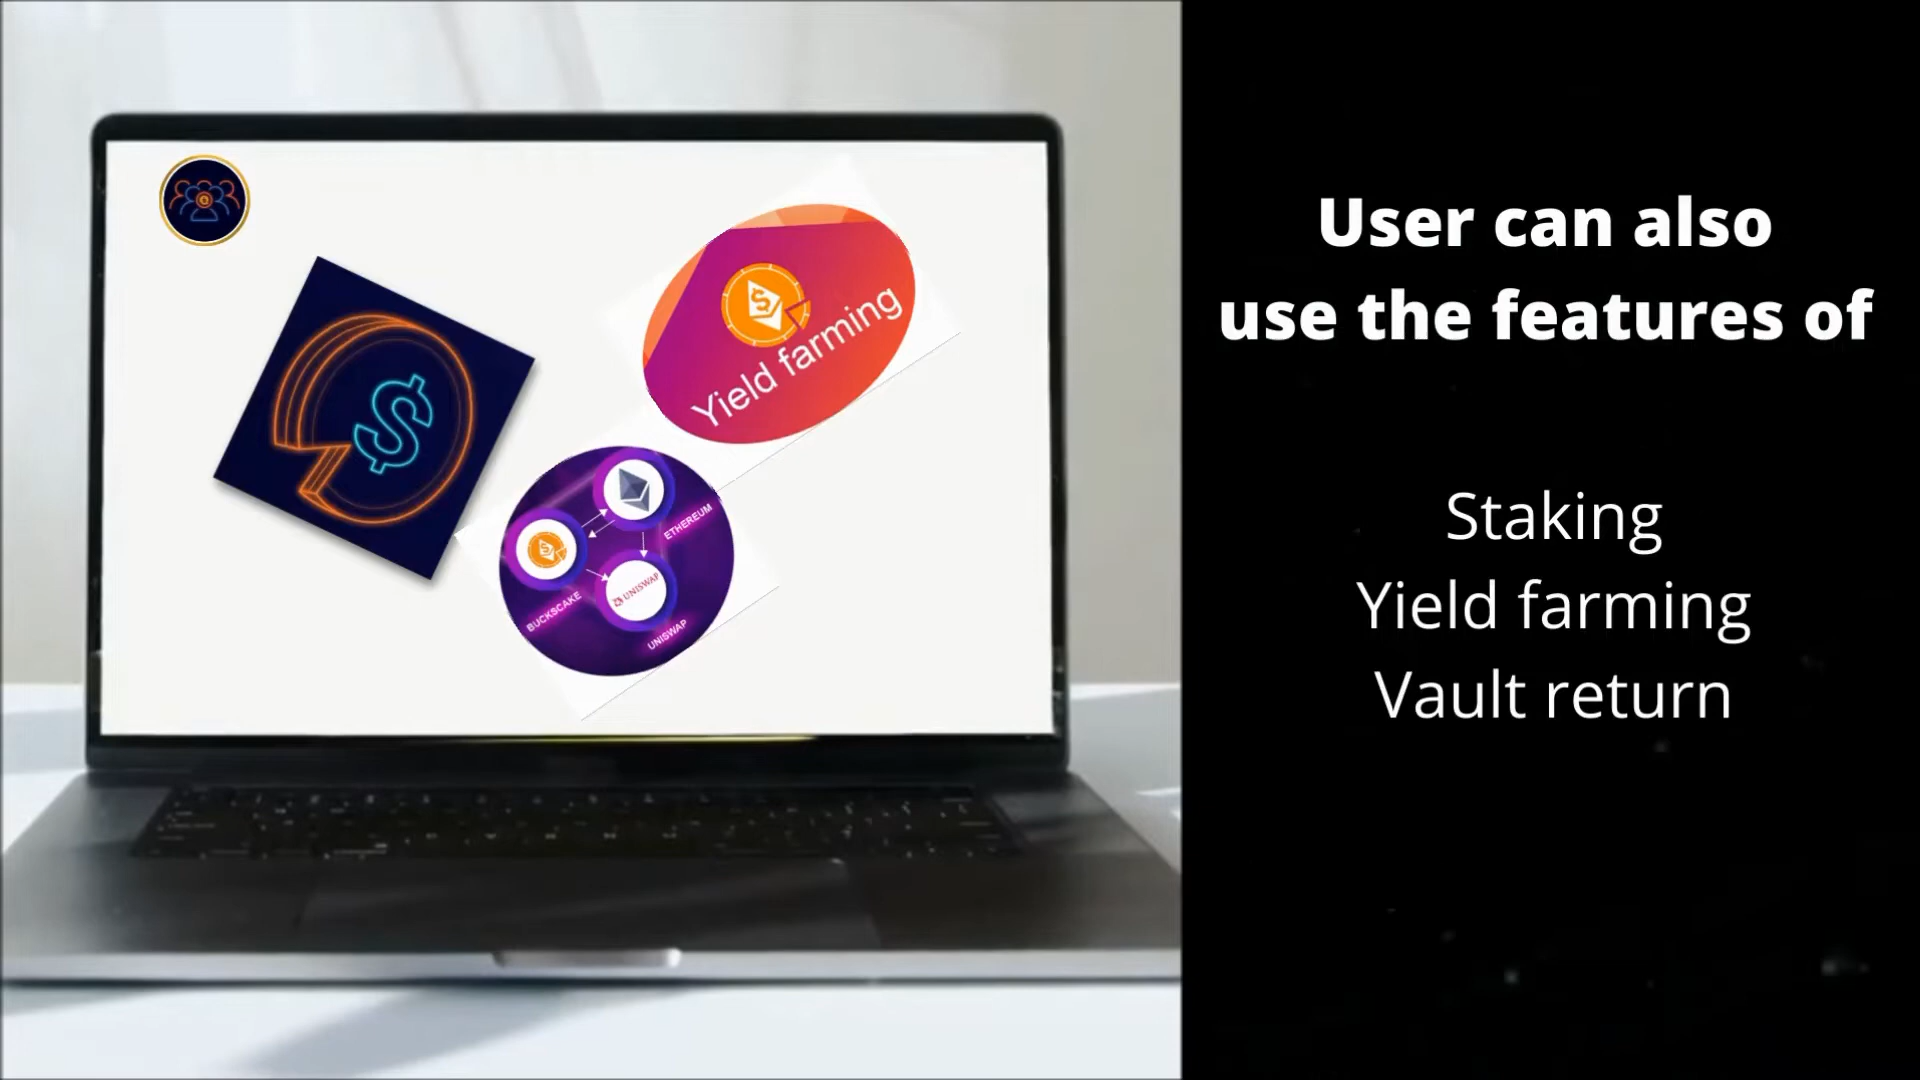 User can also
use the features of
Staking
Yield farming
Vault return
Yield farming
ETHEREUM
BUCKSCAKE
UNISWAP
UNISWAP